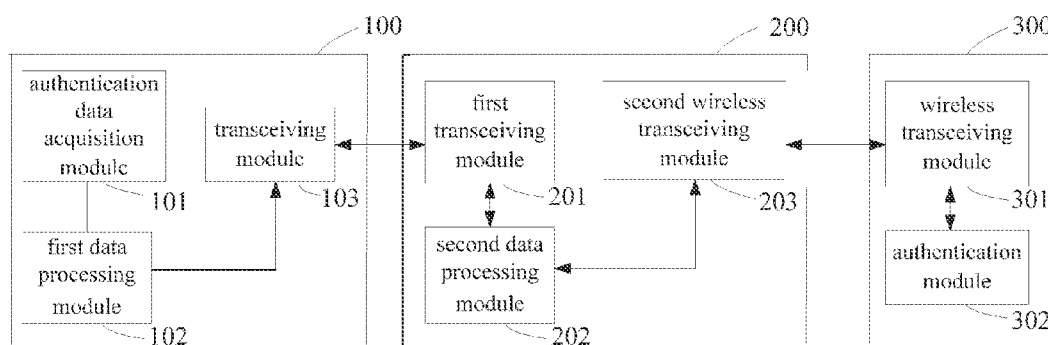 100
authentication
data
acquisition
module
101
transceiving
module
103
first data
processing
module
102
200
first
transceiving
module
201
second wireless
transceiving
module
203
second data
processing
module
202
300
wireless
transceiving
module
301
authentication
module
302